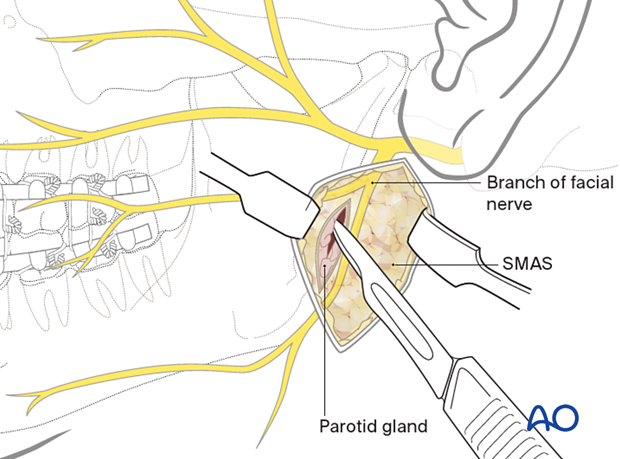 Branch of facial
nerve
SMAS
Parotid gland
AO